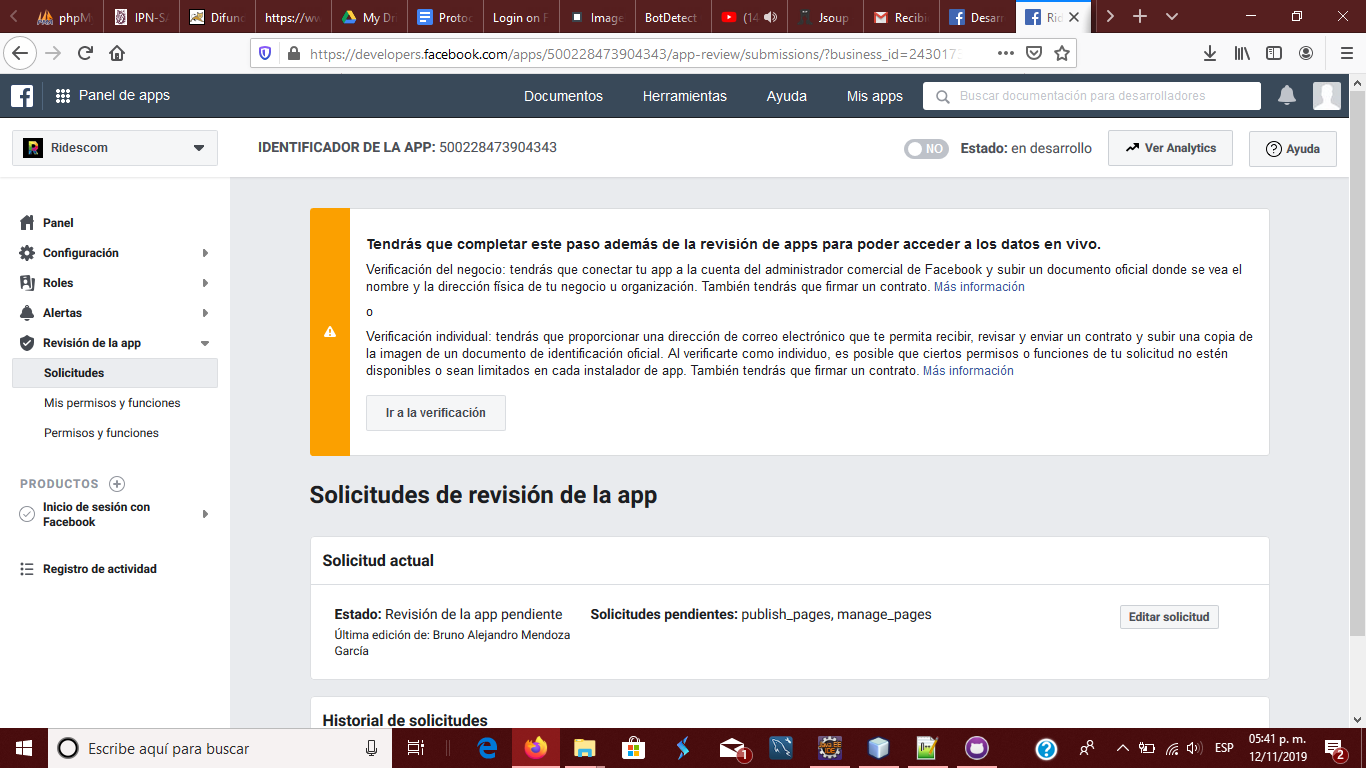 phpM
IPN-SA
Difunc
https://ww
My Dr
Protoc
Login on F
Image
BotDetect
(14
Jsoup
Recibi
Desarr
Rid
https://developers.facebook.com/apps/500228473904343/app-review/submissions/?business_id=2430173
Panel de apps
Documentos
Herramientas
Ayuda
Mis apps
Buscar documentación para desarrolladores
Ridescom
IDENTIFICADOR DE LA APP: 500228473904343
NO
Estado: en desarrollo
Ver Analytics
Ayuda
Panel
Configuración
Roles
Alertas
Revisión de la app
Solicitudes
Mis permisos y funciones
Permisos y funciones
PRODUCTOS
Inicio de sesión con
Facebook
Registro de actividad
Tendrás que completar este paso además de la revisión de apps para poder acceder a los datos en vivo.
Verificación del negocio: tendrás que conectar tu app a la cuenta del administrador comercial de Facebook y subir un documento oficial donde se vea el
nombre y la dirección física de tu negocio u organización. También tendrás que firmar un contrato. Más información
o
Verificación individual: tendrás que proporcionar una dirección de correo electrónico que te permita recibir, revisar y enviar un contrato y subir una copia de
la imagen de un documento de identificación oficial. Al verificarte como individuo, es posible que ciertos permisos o funciones de tu solicitud no estén
disponibles o sean limitados en cada instalador de app. También tendrás que firmar un contrato. Más información
Ir a la verificación
Solicitudes de revisión de la app
Solicitud actual
Estado: Revisión de la app pendiente
Última edición de: Bruno Alejandro Mendoza
García
Solicitudes pendientes: publish_pages, manage_pages
Editar solicitud
Historial de solicitudes
Escribe aquí para buscar
1
ESP
05:41 p. m.
12/11/2019
2